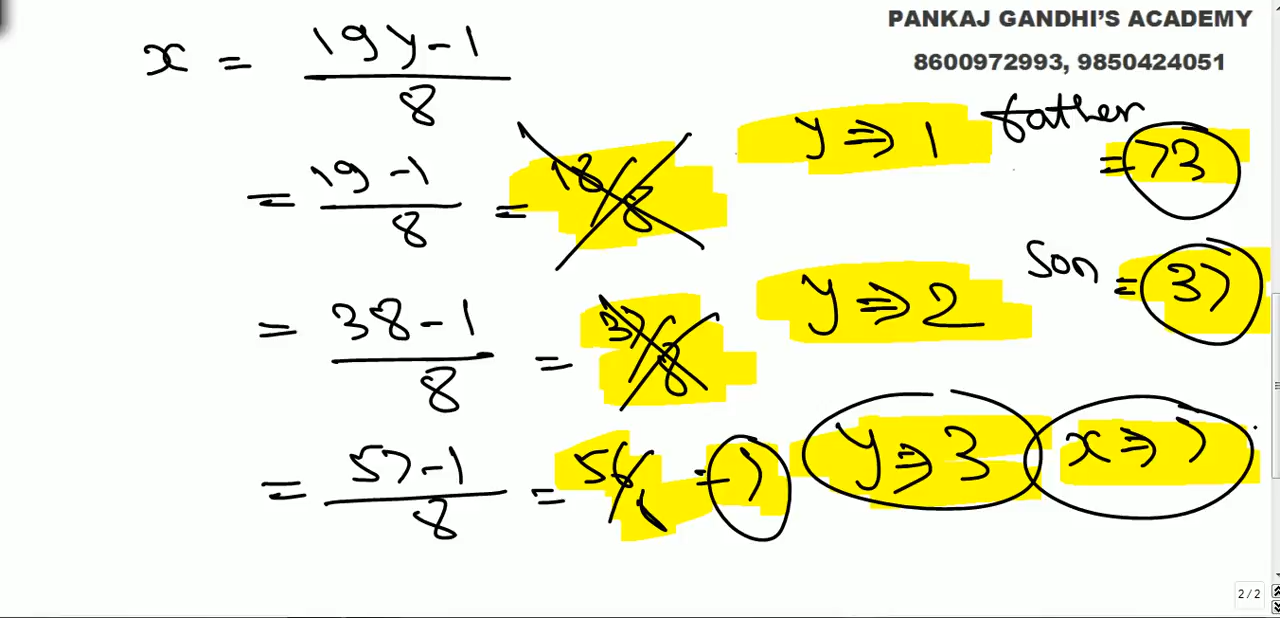 PANKAJ GANDHI'S ACADEMY
8600972993, 9850424051
x = 19y-1/8
= 19-1/8 = 18/8
y ⇒ 1
father = 73
son = 37
= 38-1/8 = 37/8
y ⇒ 2
= 57-1/8 = 56/ = 7
y ⇒ 3
x ⇒ 7
2/2